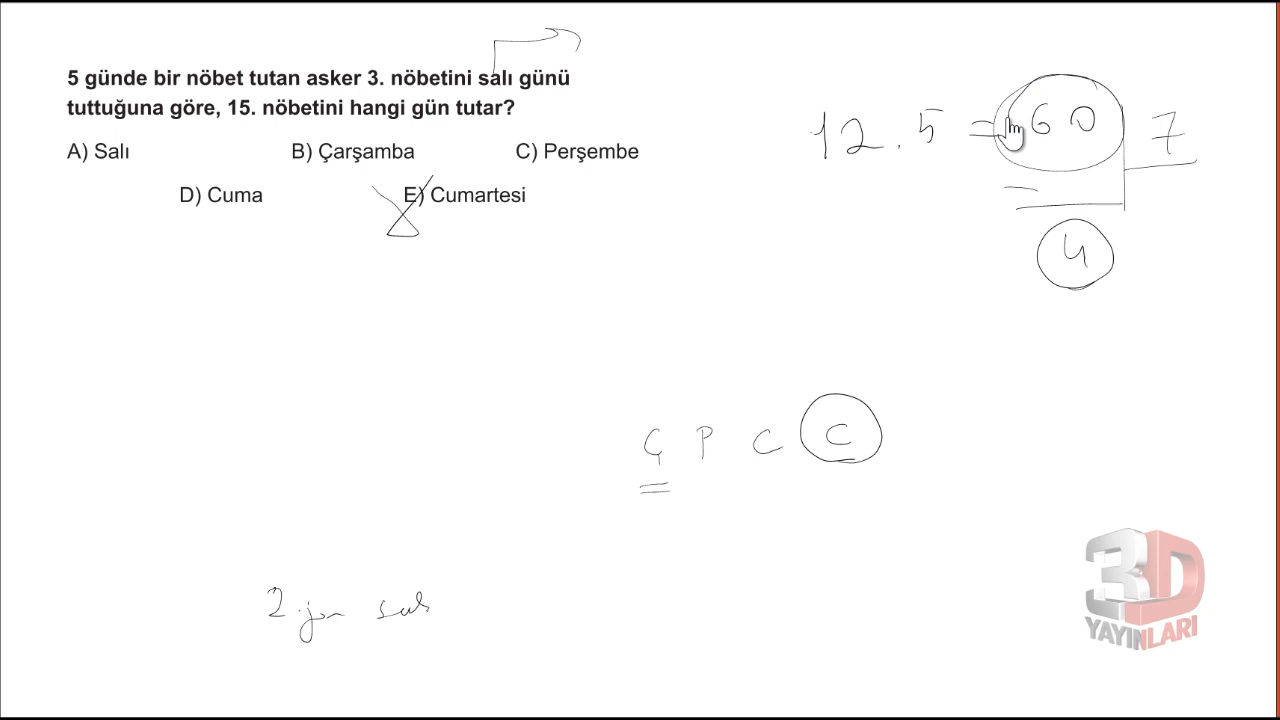 5 günde bir nöbet tutan asker 3. nöbetini salı günü
tuttuğuna göre, 15. nöbetini hangi gün tutar?
A) Salı B) Çarşamba C) Perşembe
D) Cuma E) Cumartesi
12 . 5 = 60 7
4
Ç P C C
2
3D
YAYINLARI